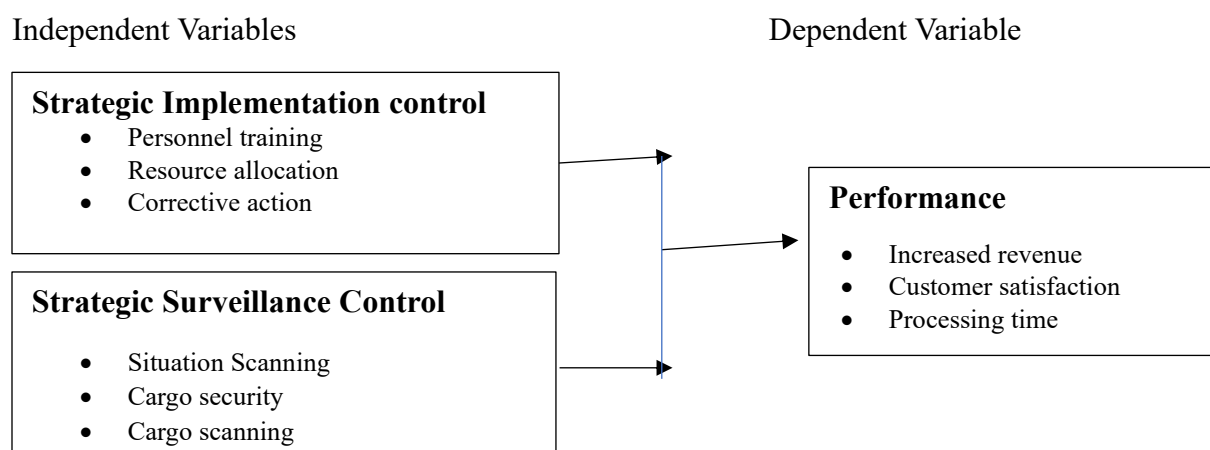 Independent Variables
Dependent Variable
Strategic Implementation control
• Personnel training
• Resource allocation
• Corrective action
Strategic Surveillance Control
• Situation Scanning
• Cargo security
• Cargo scanning
Performance
• Increased revenue
• Customer satisfaction
• Processing time